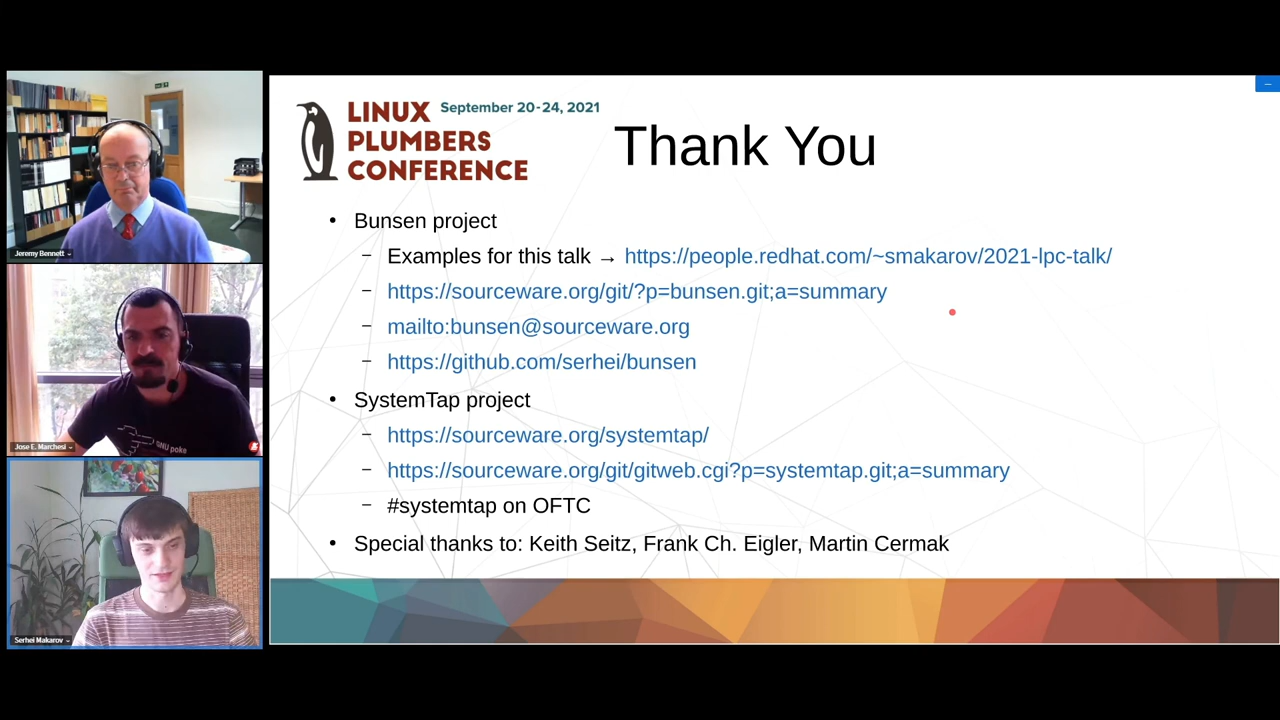 LINUX
PLUMBERS
CONFERENCE
September 20-24, 2021
Thank You
• Bunsen project
– Examples for this talk → https://people.redhat.com/~smakarov/2021-lpc-talk/
– https://sourceware.org/git/?p=bunsen.git;a=summary
– mailto:bunsen@sourceware.org
– https://github.com/serhei/bunsen
• SystemTap project
– https://sourceware.org/systemtap/
– https://sourceware.org/git/gitweb.cgi?p=systemtap.git;a=summary
– #systemtap on OFTC
• Special thanks to: Keith Seitz, Frank Ch. Eigler, Martin Cermak
Jeremy Bennett
Jose E. Marchesi
GNU poke
Serhei Makarov